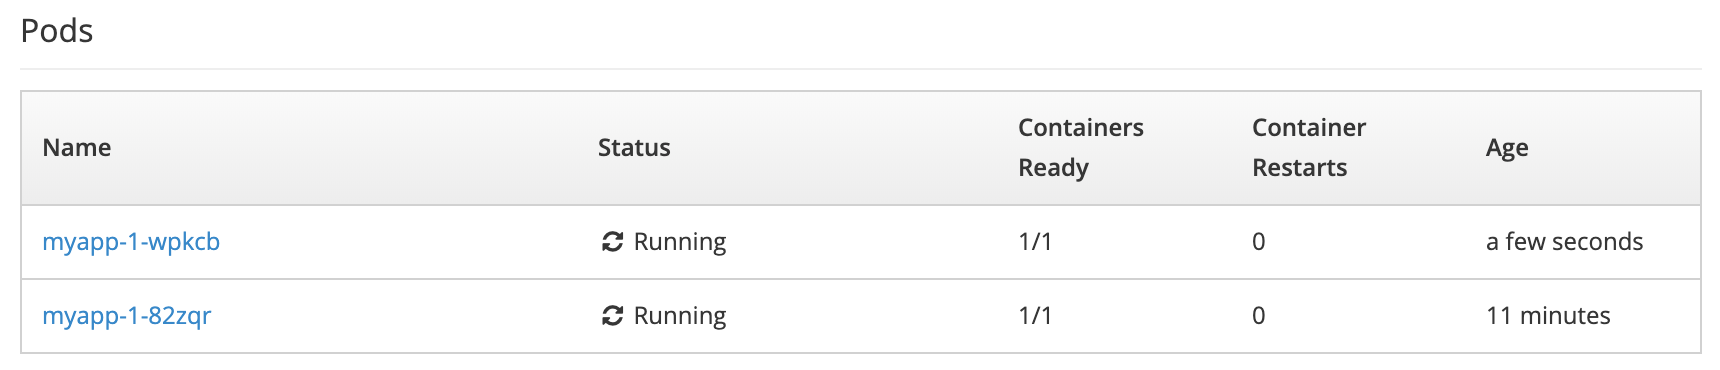 Pods
Name Status Containers Ready Container Restarts Age
myapp-1-wpkcb Running 1/1 0 a few seconds
myapp-1-82zqr Running 1/1 0 11 minutes